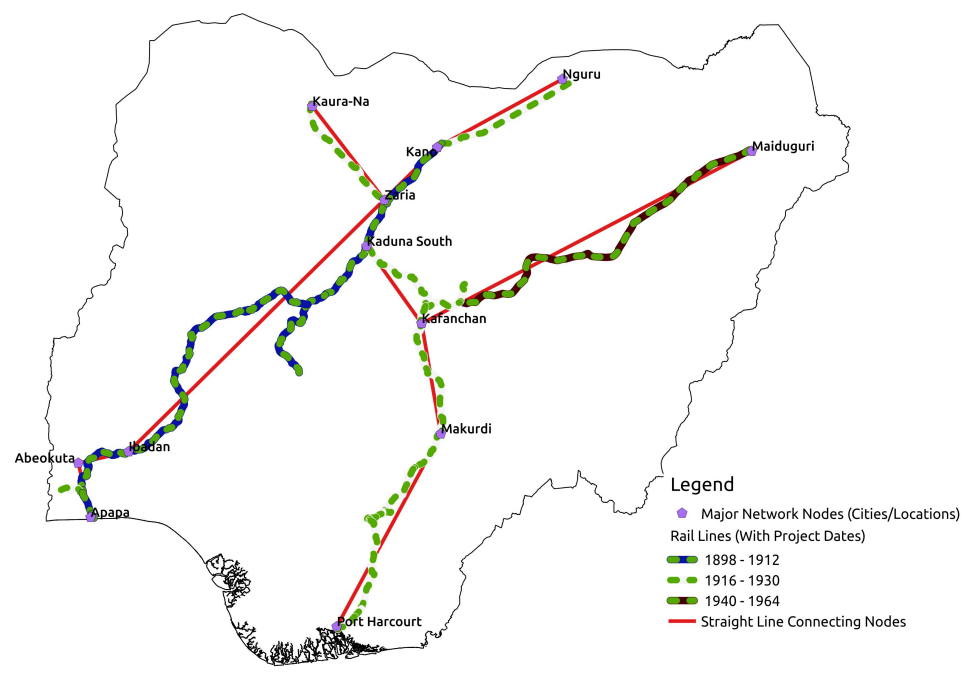 Nguru
Kaura-Na
Kano
Maiduguri
Zaria
Kaduna South
Karanchan
Makurdi
Ibadan
Abeokuta
Apapa
Port Harcourt
Legend
Major Network Nodes (Cities/Locations)
Rail Lines (With Project Dates)
1898 - 1912
1916 - 1930
1940 - 1964
Straight Line Connecting Nodes